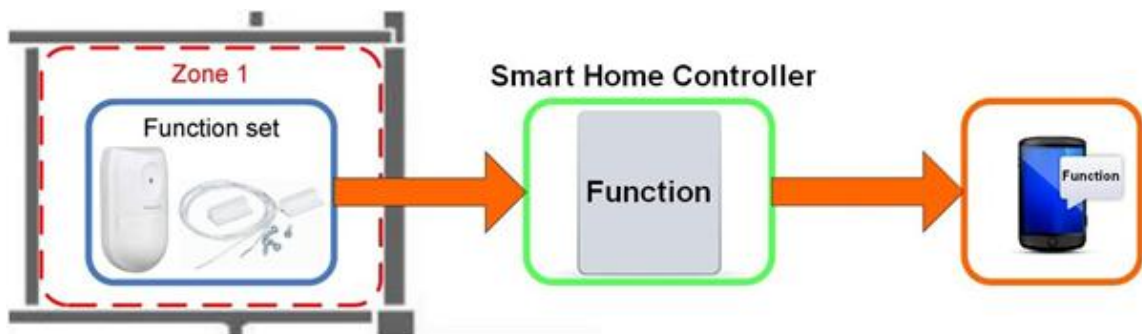 Zone 1
Function set
Smart Home Controller
Function
Function